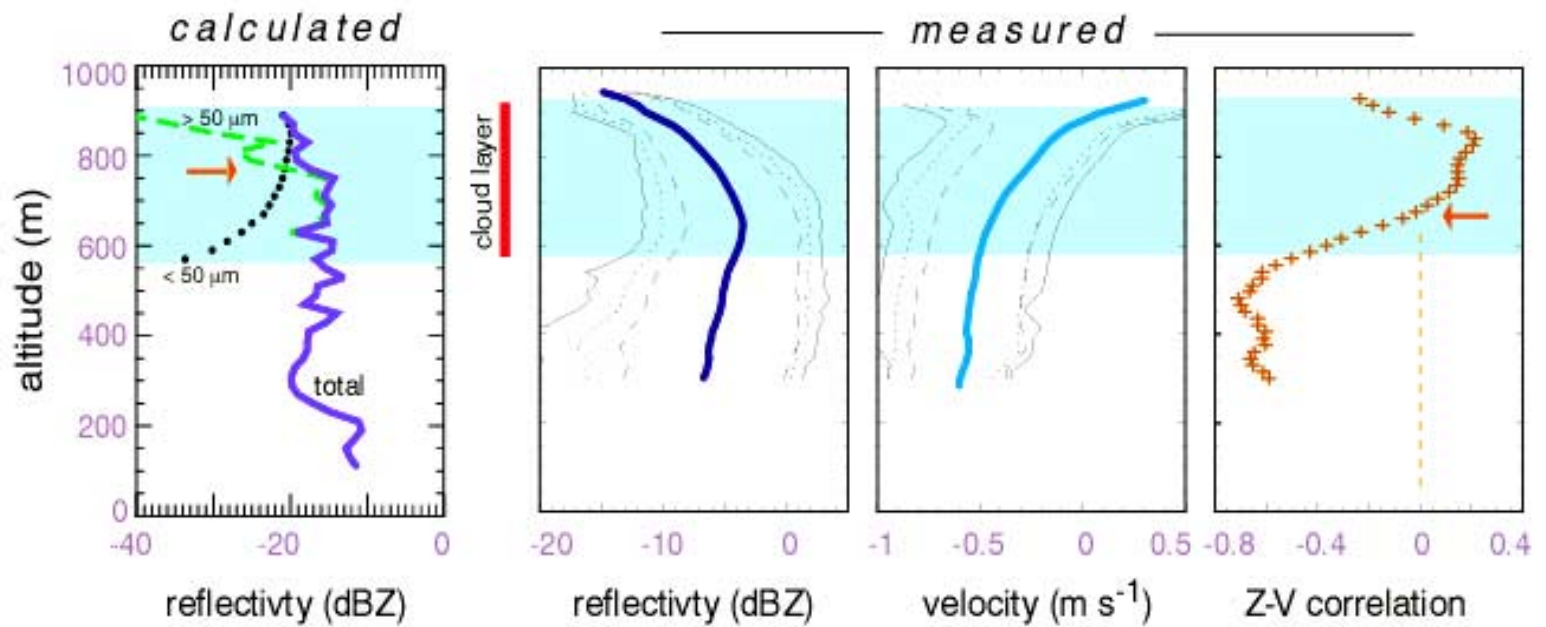 calculated
measured
1000
800
600
400
200
0
altitude (m)
> 50 μm
< 50 μm
total
cloud layer
-40
-20
0
-20
-10
0
-1
-0.5
0
0.5
-0.8
-0.4
0
0.4
reflectivty (dBZ)
reflectivty (dBZ)
velocity (m s-1)
Z-V correlation